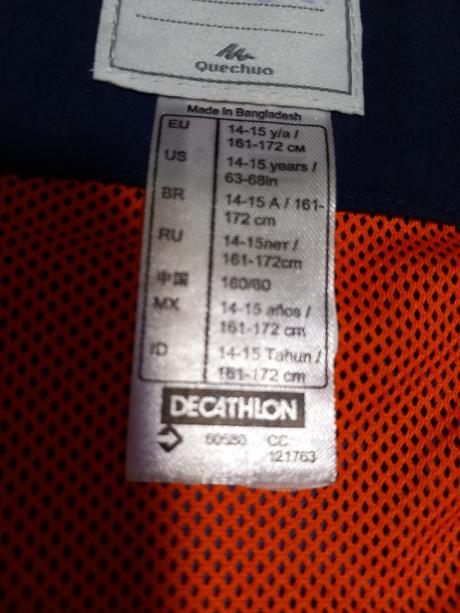 Quechua
Made in Bangladesh
EU 14-15 y/a /
161-172 см
US 14-15 years /
63-68in
BR 14-15 A / 161-
172 cm
RU 14-15лет /
161-172cm
中国 160/60
MX 14-15 años /
161-172 cm
ID 14-15 Tahun /
161-172 cm
DECATHLON
CC:
121763